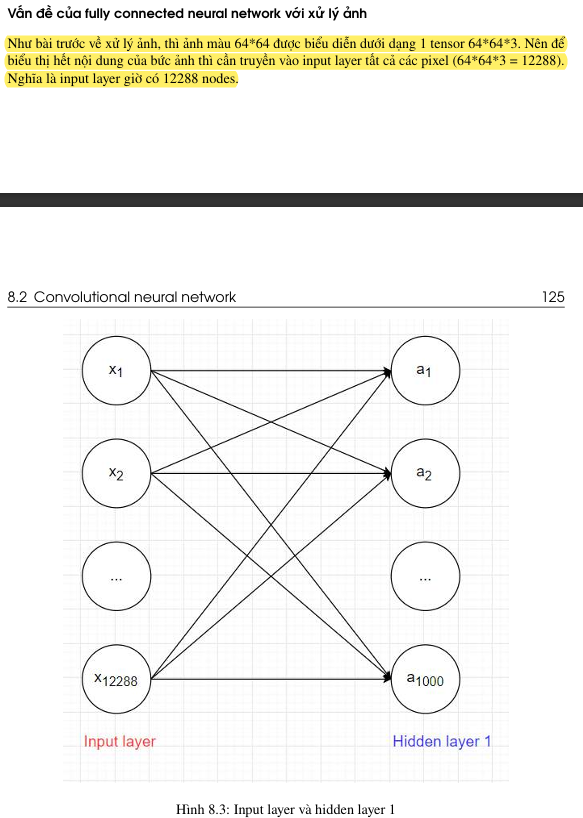 Vấn đề của fully connected neural network với xử lý ảnh
Như bài trước về xử lý ảnh, thì ảnh màu 64*64 được biểu diễn dưới dạng 1 tensor 64*64*3. Nên để
biểu thị hết nội dung của bức ảnh thì cần truyền vào input layer tất cả các pixel (64*64*3 = 12288).
Nghĩa là input layer giờ có 12288 nodes.
8.2 Convolutional neural network 125
x1 a1
x2 a2
... ...
x12288 a1000
Input layer Hidden layer 1
Hình 8.3: Input layer và hidden layer 1